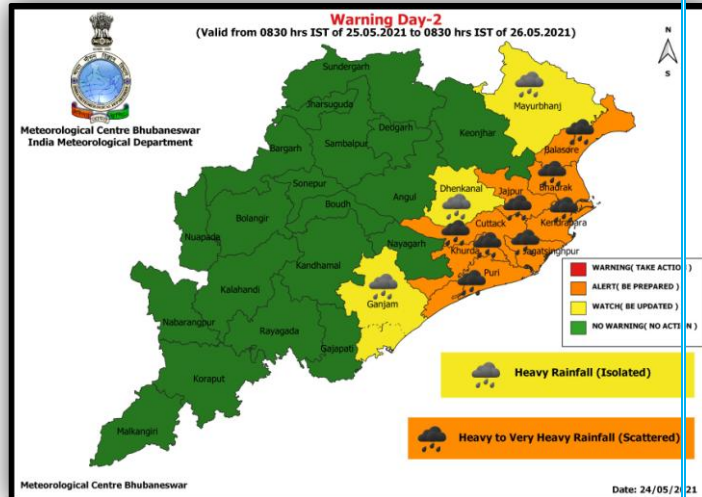 Warning Day-2
(Valid from 0830 hrs IST of 25.05.2021 to 0830 hrs IST of 26.05.2021)
N
S
Meteorological Centre Bhubaneswar
India Meteorological Department
Sundergarh
Mayurbhanj
Jharsuguda
Deogarh
Keonjhar
Sambalpur
Bargarh
Balasore
Bhadrak
Sonepur
Angul
Dhenkanal
Jajpur
Boudh
Bolangir
Cuttack
Kendrapara
Nuapada
Nayagarh
Khurda
Jagatsinghpur
Kandhamal
Puri
Kalahandi
Ganjam
Nabarangpur
Rayagada
Gajapati
Koraput
Malkangiri
WARNING( TAKE ACTION )
ALERT( BE PREPARED )
WATCH( BE UPDATED )
NO WARNING( NO ACTION )
Heavy Rainfall (Isolated)
Heavy to Very Heavy Rainfall (Scattered)
Meteorological Centre Bhubaneswar
Date: 24/05/2021